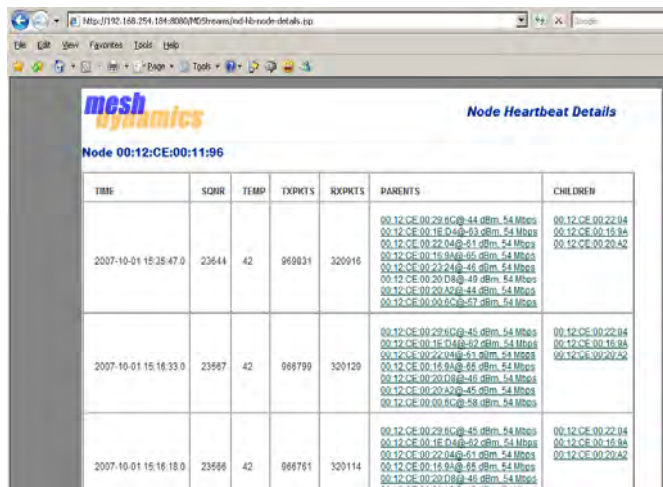 http://192.168.254.184:8080/MDStreams/md-hb-node-details.jsp
Google
File Edit View Favorites Tools Help
Page Tools
mesh
dynamics
Node Heartbeat Details
Node 00:12:CE:00:11:96
TIME SQNR TEMP TXPKTS RXPKTS PARENTS CHILDREN
2007-10-01 15:25:47.0 23644 42 969831 320916
00:12:CE:00:29:6C@-44 dBm, 54 Mbps
00:12:CE:00:1E:D4@-63 dBm, 54 Mbps
00:12:CE:00:22:04@-61 dBm, 54 Mbps
00:12:CE:00:16:9A@-65 dBm, 54 Mbps
00:12:CE:00:23:24@-46 dBm, 54 Mbps
00:12:CE:00:20:D8@-49 dBm, 54 Mbps
00:12:CE:00:20:A2@-44 dBm, 54 Mbps
00:12:CE:00:00:6C@-57 dBm, 54 Mbps
00:12:CE:00:22:04
00:12:CE:00:16:9A
00:12:CE:00:20:A2
2007-10-01 15:16:33.0 23567 42 966799 320129
00:12:CE:00:29:6C@-45 dBm, 54 Mbps
00:12:CE:00:1E:D4@-62 dBm, 54 Mbps
00:12:CE:00:22:04@-61 dBm, 54 Mbps
00:12:CE:00:16:9A@-65 dBm, 54 Mbps
00:12:CE:00:20:D8@-46 dBm, 54 Mbps
00:12:CE:00:20:A2@-45 dBm, 54 Mbps
00:12:CE:00:00:6C@-58 dBm, 54 Mbps
00:12:CE:00:22:04
00:12:CE:00:16:9A
00:12:CE:00:20:A2
2007-10-01 15:16:18.0 23566 42 966761 320114
00:12:CE:00:29:6C@-45 dBm, 54 Mbps
00:12:CE:00:1E:D4@-62 dBm, 54 Mbps
00:12:CE:00:22:04@-61 dBm, 54 Mbps
00:12:CE:00:16:9A@-65 dBm, 54 Mbps
00:12:CE:00:20:D8@-46 dBm, 54 Mbps
00:12:CE:00:22:04
00:12:CE:00:16:9A
00:12:CE:00:20:A2